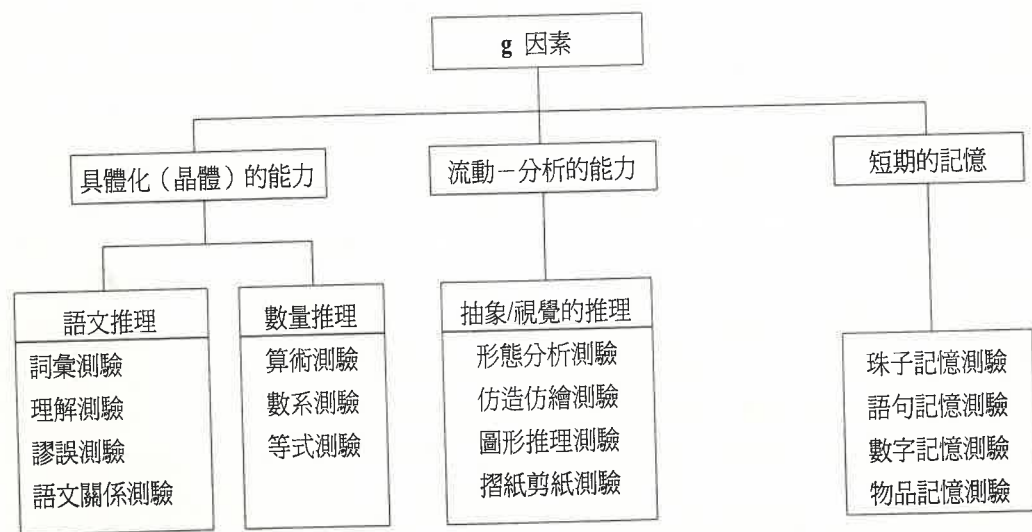 g 因素
具體化（晶体）的能力
流動－分析的能力
短期的記憶
語文推理
詞彙測驗
理解測驗
謬誤測驗
語文關係測驗
數量推理
算術測驗
數系測驗
等式測驗
抽象/視覺的推理
形態分析測驗
仿造仿繪測驗
圖形推理測驗
摺紙剪紙測驗
珠子記憶測驗
語句記憶測驗
數字記憶測驗
物品記憶測驗